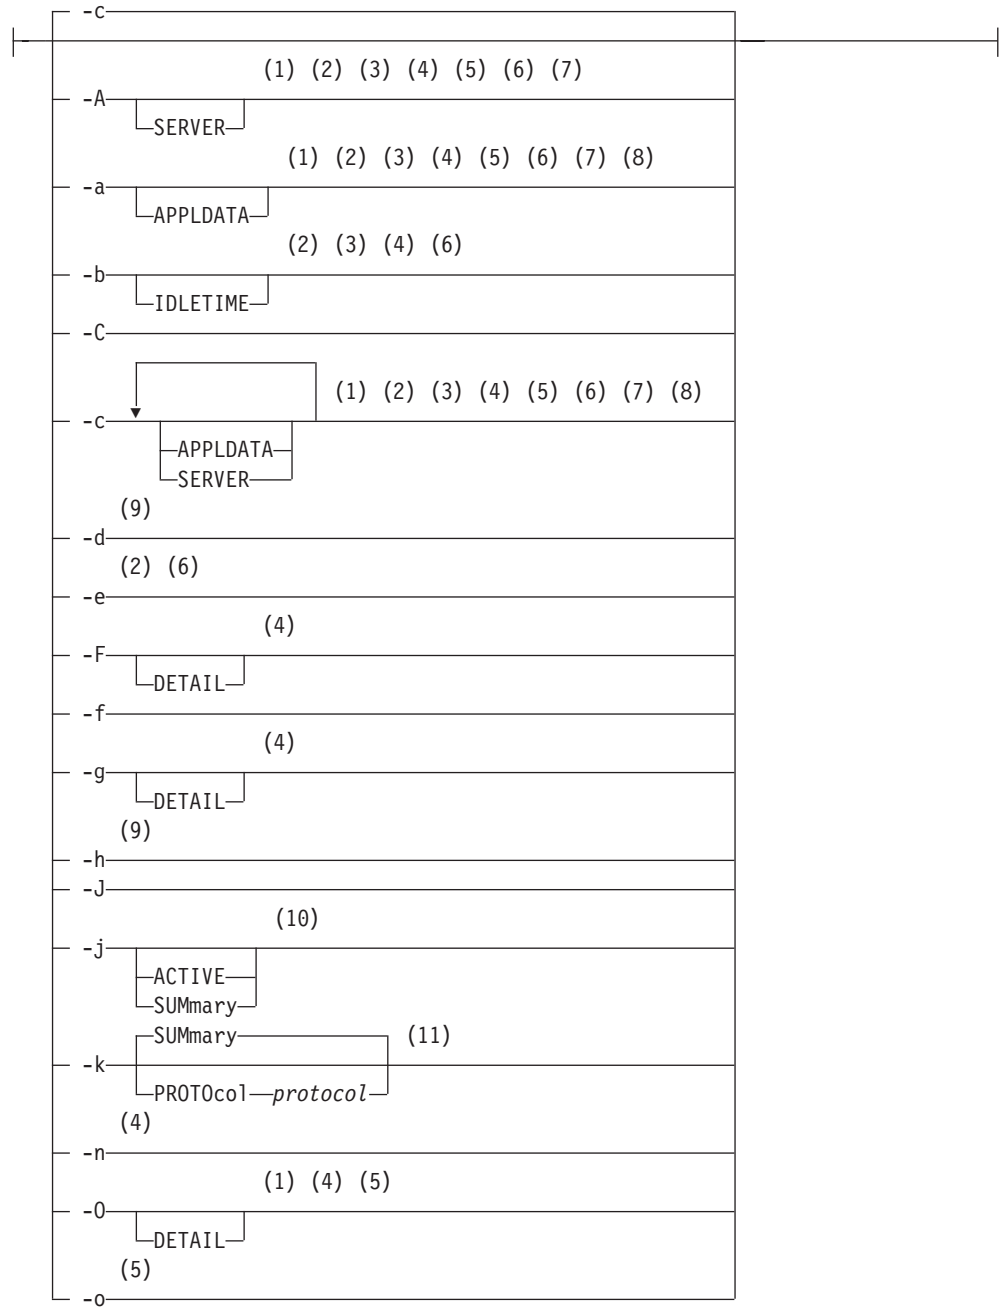 -c
(1) (2) (3) (4) (5) (6) (7)
-A
SERVER
(1) (2) (3) (4) (5) (6) (7) (8)
-a
APPLDATA
(2) (3) (4) (6)
-b
IDLETIME
-C
(1) (2) (3) (4) (5) (6) (7) (8)
-c
APPLDATA
SERVER
(9)
-d
(2) (6)
-e
(4)
-F
DETAIL
-f
(4)
-g
DETAIL
(9)
-h
-J
(10)
-j
ACTIVE
SUMmary
SUMmary (11)
-k
PROTOcol protocol
(4)
-n
(1) (4) (5)
-O
DETAIL
(5)
-o